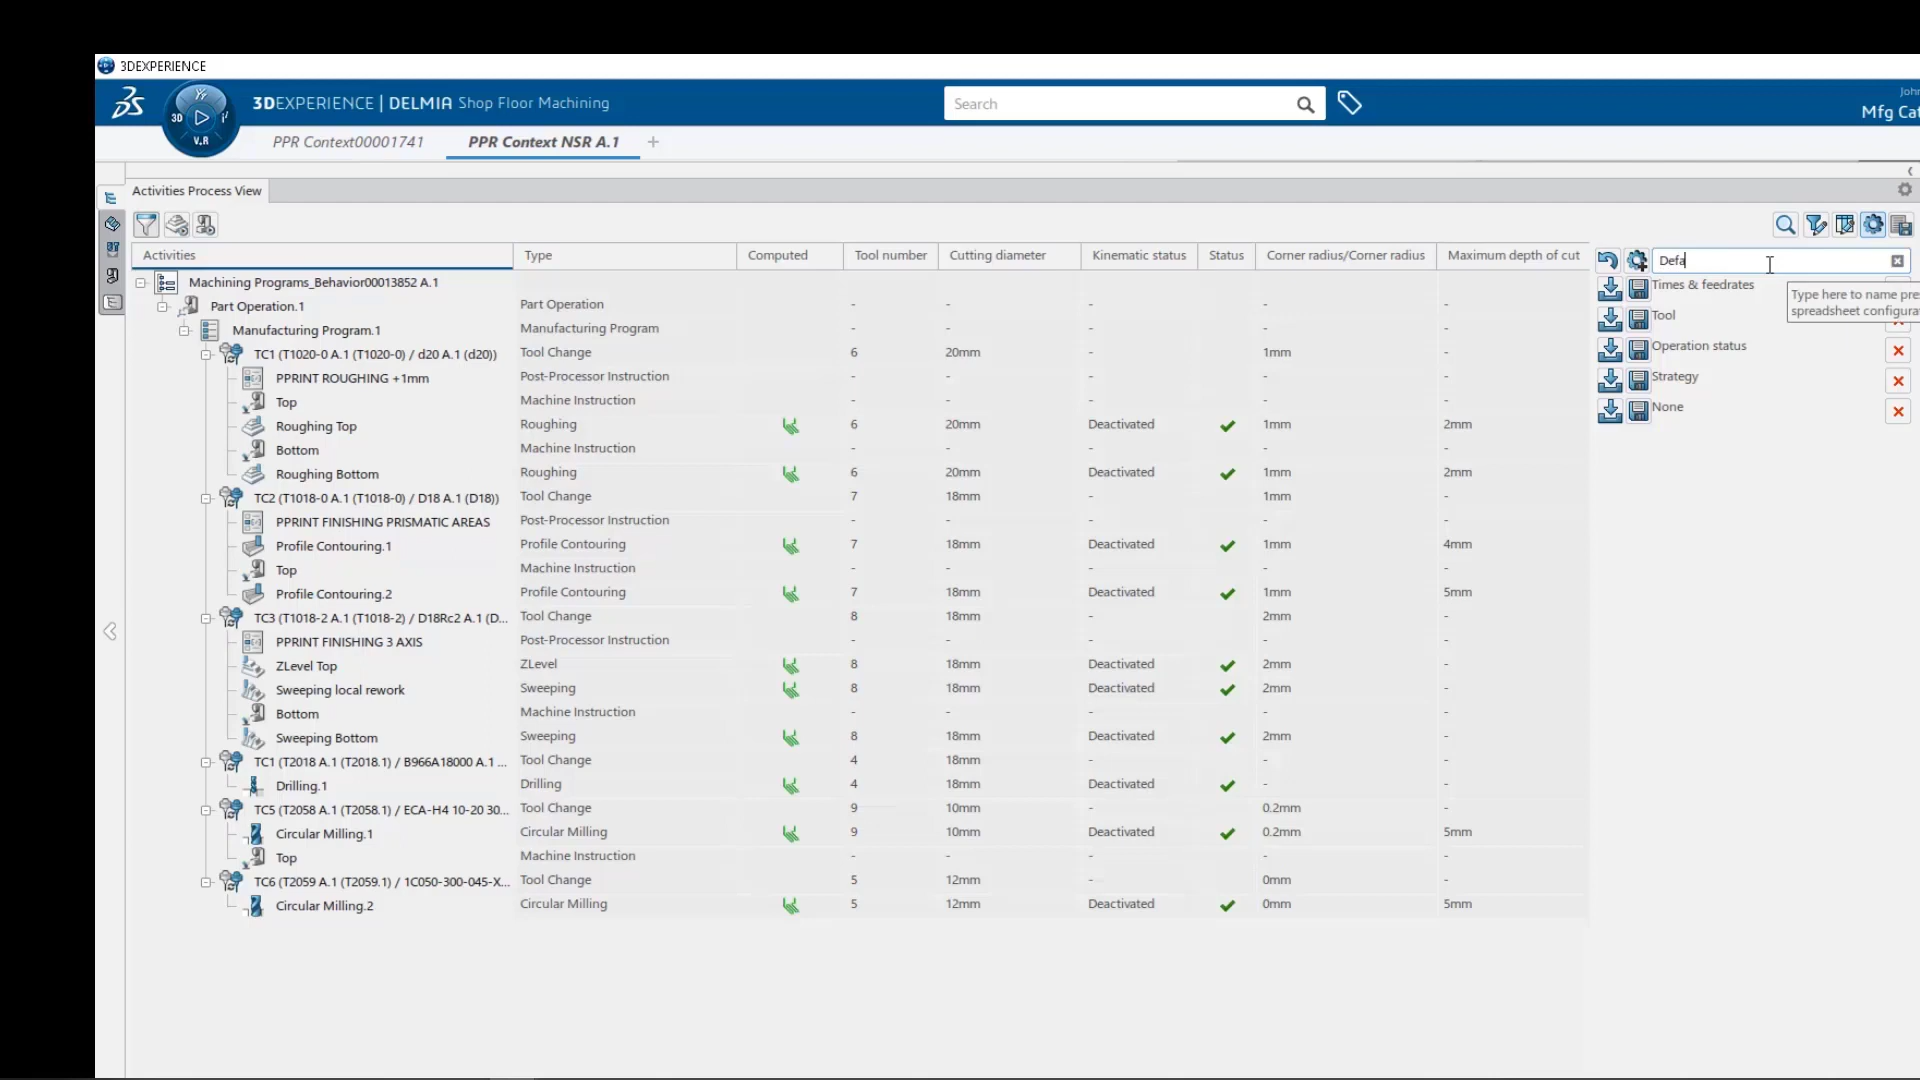 3DEXPERIENCE
3DEXPERIENCE | DELMIA Shop Floor Machining
Search
John
Mfg Cat
3D
V.R
PPR Context00001741
PPR Context NSR A.1
Activities Process View
Activities Type Computed Tool number Cutting diameter Kinematic status Status Corner radius/Corner radius Maximum depth of cut
Defa
Machining Programs_Behavior00013852 A.1
Part Operation.1 Part Operation - - - -
Manufacturing Program.1 Manufacturing Program - - - -
TC1 (T1020-0 A.1 (T1020-0) / d20 A.1 (d20)) Tool Change 6 20mm - 1mm -
PPRINT ROUGHING +1mm Post-Processor Instruction - - - - -
Top Machine Instruction - - - - -
Roughing Top Roughing 6 20mm Deactivated 1mm 2mm
Bottom Machine Instruction - - - - -
Roughing Bottom Roughing 6 20mm Deactivated 1mm 2mm
TC2 (T1018-0 A.1 (T1018-0) / D18 A.1 (D18)) Tool Change 7 18mm - 1mm -
PPRINT FINISHING PRISMATIC AREAS Post-Processor Instruction - - - - -
Profile Contouring.1 Profile Contouring 7 18mm Deactivated 1mm 4mm
Top Machine Instruction - - - - -
Profile Contouring.2 Profile Contouring 7 18mm Deactivated 1mm 5mm
TC3 (T1018-2 A.1 (T1018-2) / D18Rc2 A.1 (D... Tool Change 8 18mm - 2mm -
PPRINT FINISHING 3 AXIS Post-Processor Instruction - - - - -
ZLevel Top ZLevel 8 18mm Deactivated 2mm -
Sweeping local rework Sweeping 8 18mm Deactivated 2mm -
Bottom Machine Instruction - - - - -
Sweeping Bottom Sweeping 8 18mm Deactivated 2mm -
TC1 (T2018 A.1 (T2018.1) / B966A18000 A.1 ... Tool Change 4 18mm - - -
Drilling.1 Drilling 4 18mm Deactivated - -
TC5 (T2058 A.1 (T2058.1) / ECA-H4 10-20 30... Tool Change 9 10mm - 0.2mm -
Circular Milling.1 Circular Milling 9 10mm Deactivated 0.2mm 5mm
Top Machine Instruction - - - - -
TC6 (T2059 A.1 (T2059.1) / 1C050-300-045-X... Tool Change 5 12mm - 0mm -
Circular Milling.2 Circular Milling 5 12mm Deactivated 0mm 5mm
Times & feedrates
Tool
Operation status
Strategy
None
Type here to name pre
spreadsheet configura